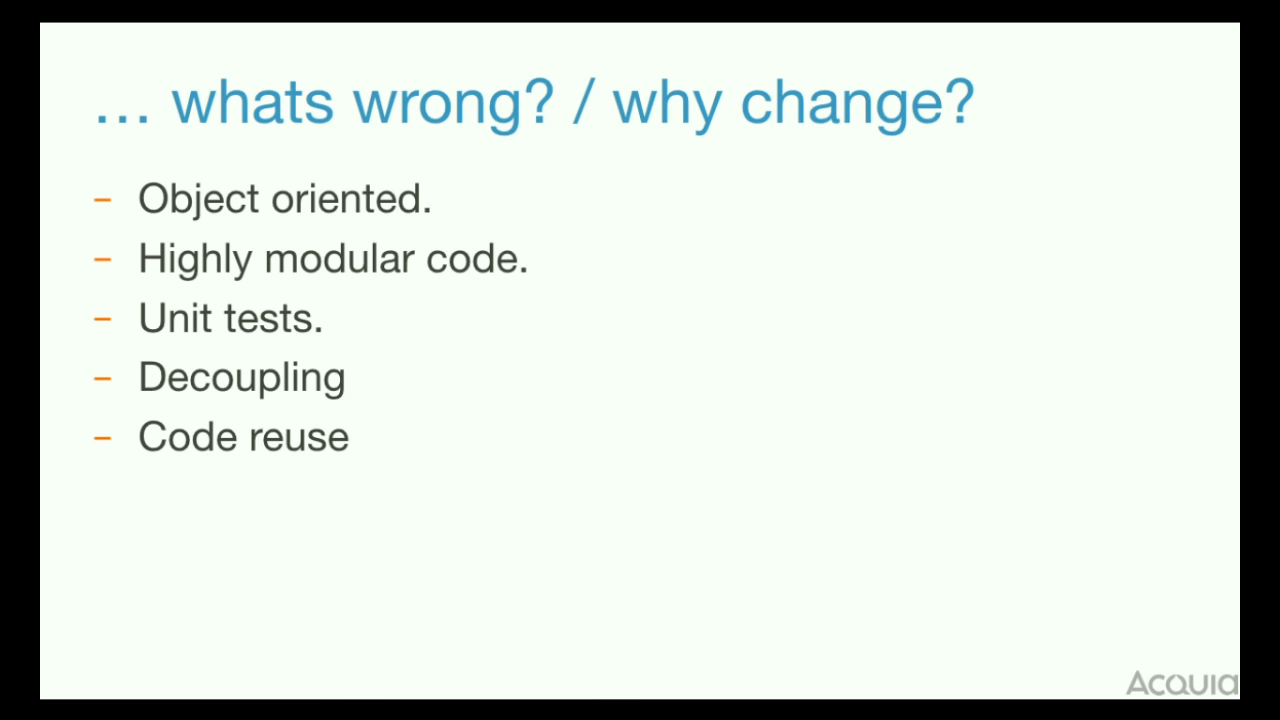 ... whats wrong? / why change?
– Object oriented.
– Highly modular code.
– Unit tests.
– Decoupling
– Code reuse
Acquia